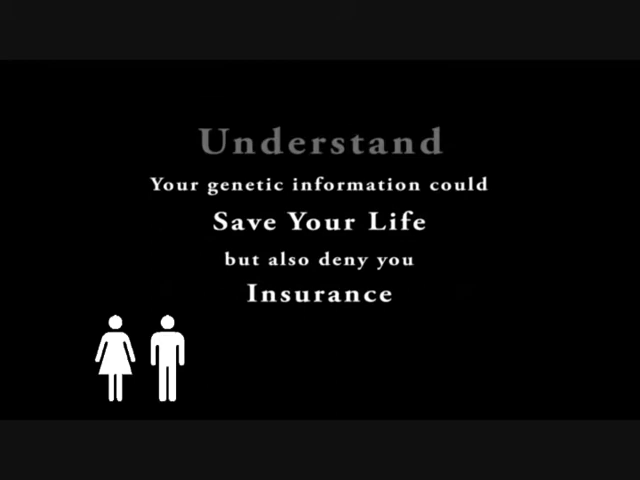 Understand
Your genetic information could
Save Your Life
but also deny you
Insurance